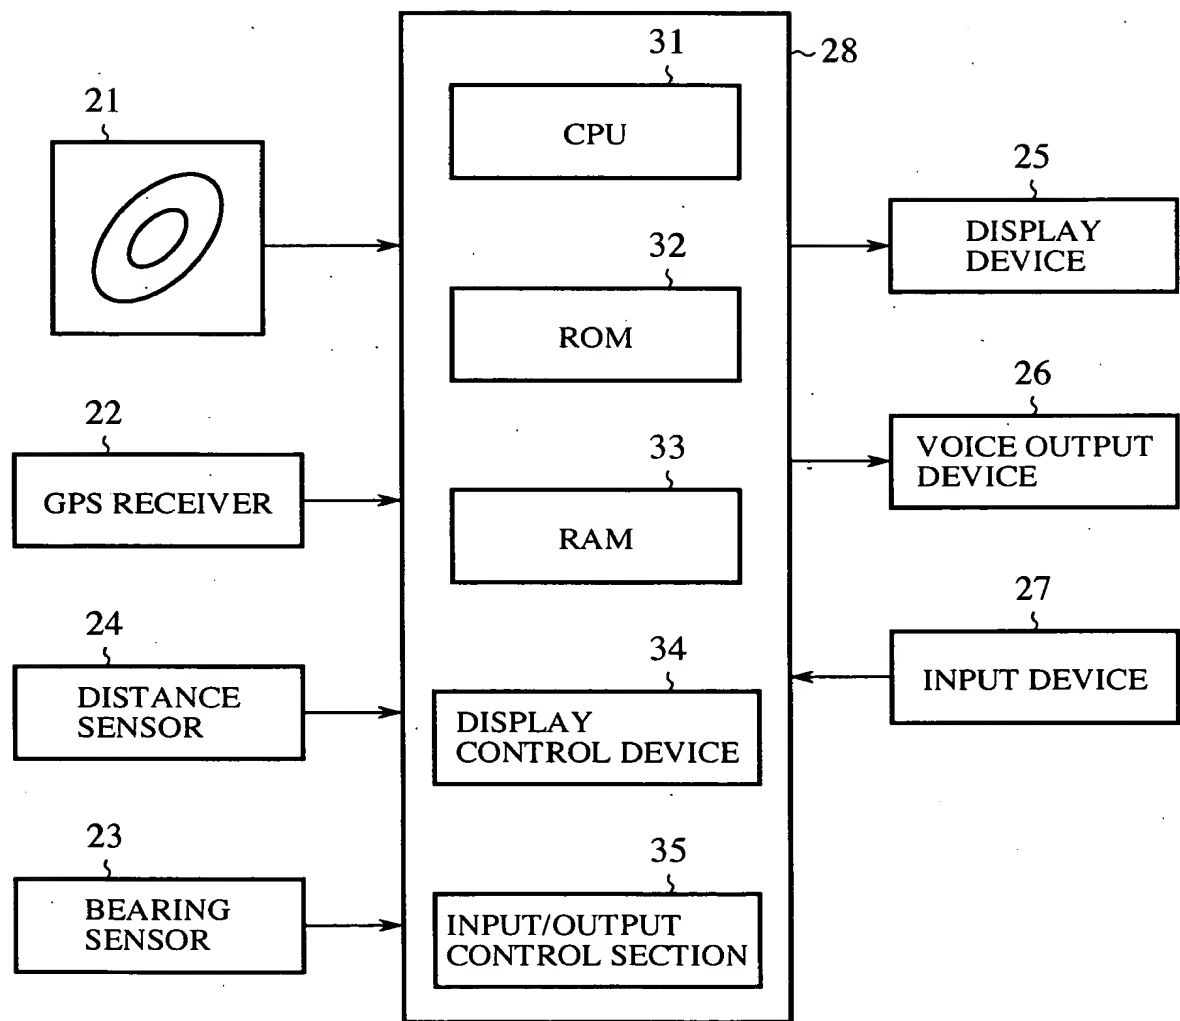 21
22
GPS RECEIVER
24
DISTANCE
SENSOR
23
BEARING
SENSOR
28
31
CPU
32
ROM
33
RAM
34
DISPLAY
CONTROL DEVICE
35
INPUT/OUTPUT
CONTROL SECTION
25
DISPLAY
DEVICE
26
VOICE OUTPUT
DEVICE
27
INPUT DEVICE